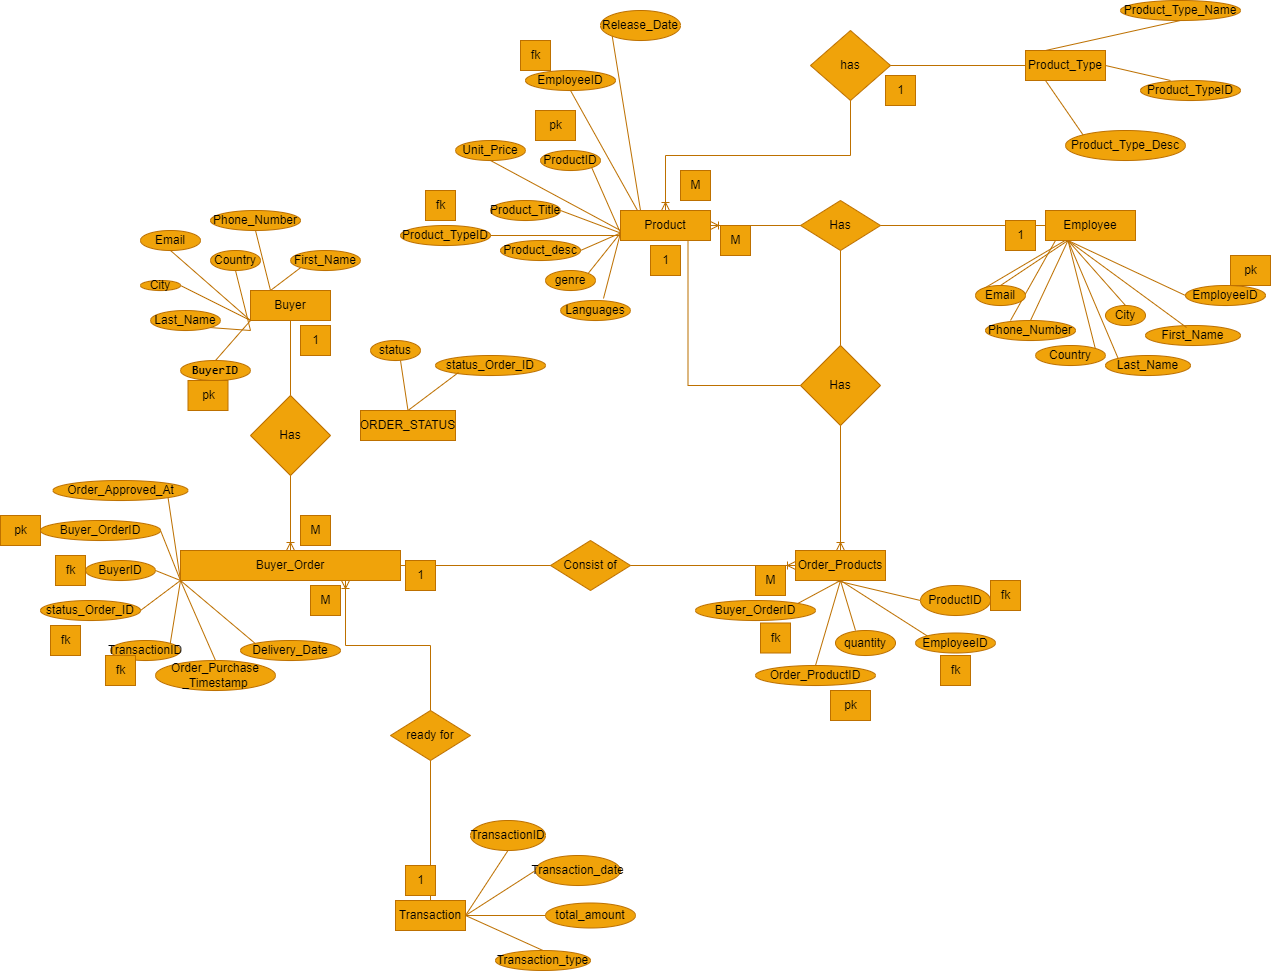 Product_Type_Name
Release_Date
fk
EmployeeID
has
Product_Type
1
Product_TypeID
pk
Unit_Price
ProductID
Product_Type_Desc
M
fk
Product_Title
Product_TypeID
Product_desc
Product
M
Has
1
Employee
1
genre
Languages
pk
EmployeeID
Email
Phone_Number
City
First_Name
Country
Last_Name
Phone_Number
Email
Country
First_Name
City
Buyer
Last_Name
1
BuyerID
pk
status
status_Order_ID
ORDER_STATUS
Has
Has
Order_Approved_At
pk
Buyer_OrderID
M
fk
BuyerID
Buyer_Order
1
Consist of
M
Order_Products
status_Order_ID
fk
M
TransactionID
fk
Order_Purchase
_Timestamp
Delivery_Date
Buyer_OrderID
fk
ProductID
fk
quantity
EmployeeID
fk
Order_ProductID
pk
ready for
TransactionID
Transaction_date
1
Transaction
total_amount
Transaction_type